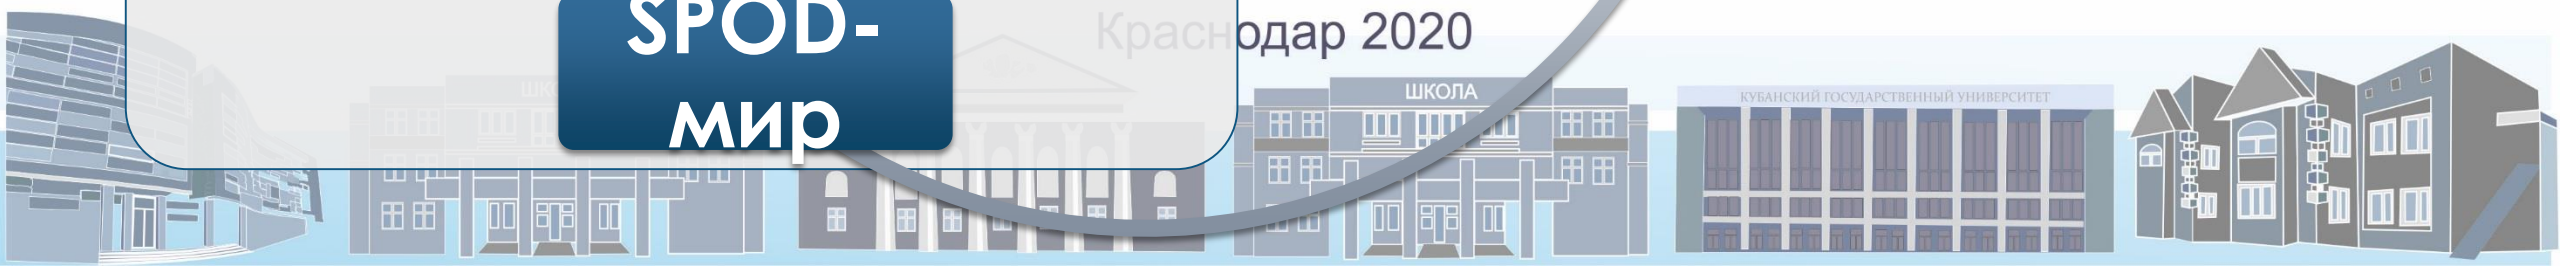 SPOD-
мир
Краснодар 2020
ШКОЛА
КУБАНСКИЙ ГОСУДАРСТВЕННЫЙ УНИВЕРСИТЕТ